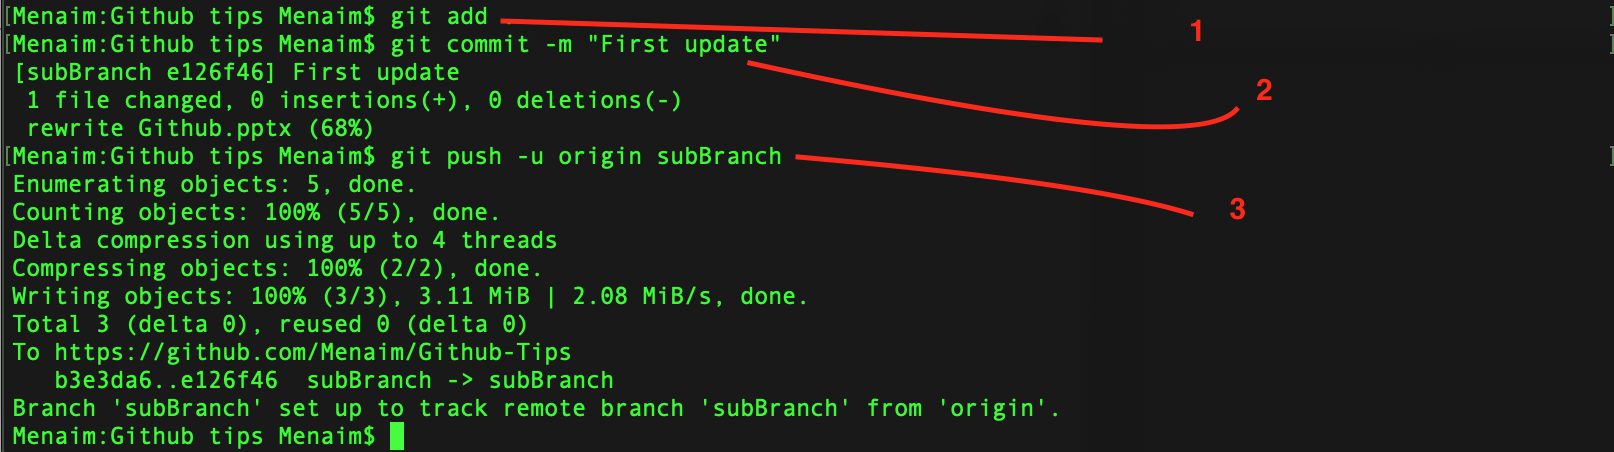 [Menaim:Github tips Menaim$ git add ]
1
[Menaim:Github tips Menaim$ git commit -m "First update" ]
[subBranch e126f46] First update
2
1 file changed, 0 insertions(+), 0 deletions(-)
rewrite Github.pptx (68%)
[Menaim:Github tips Menaim$ git push -u origin subBranch ]
Enumerating objects: 5, done.
3
Counting objects: 100% (5/5), done.
Delta compression using up to 4 threads
Compressing objects: 100% (2/2), done.
Writing objects: 100% (3/3), 3.11 MiB | 2.08 MiB/s, done.
Total 3 (delta 0), reused 0 (delta 0)
To https://github.com/Menaim/Github-Tips
b3e3da6..e126f46 subBranch -> subBranch
Branch 'subBranch' set up to track remote branch 'subBranch' from 'origin'.
Menaim:Github tips Menaim$